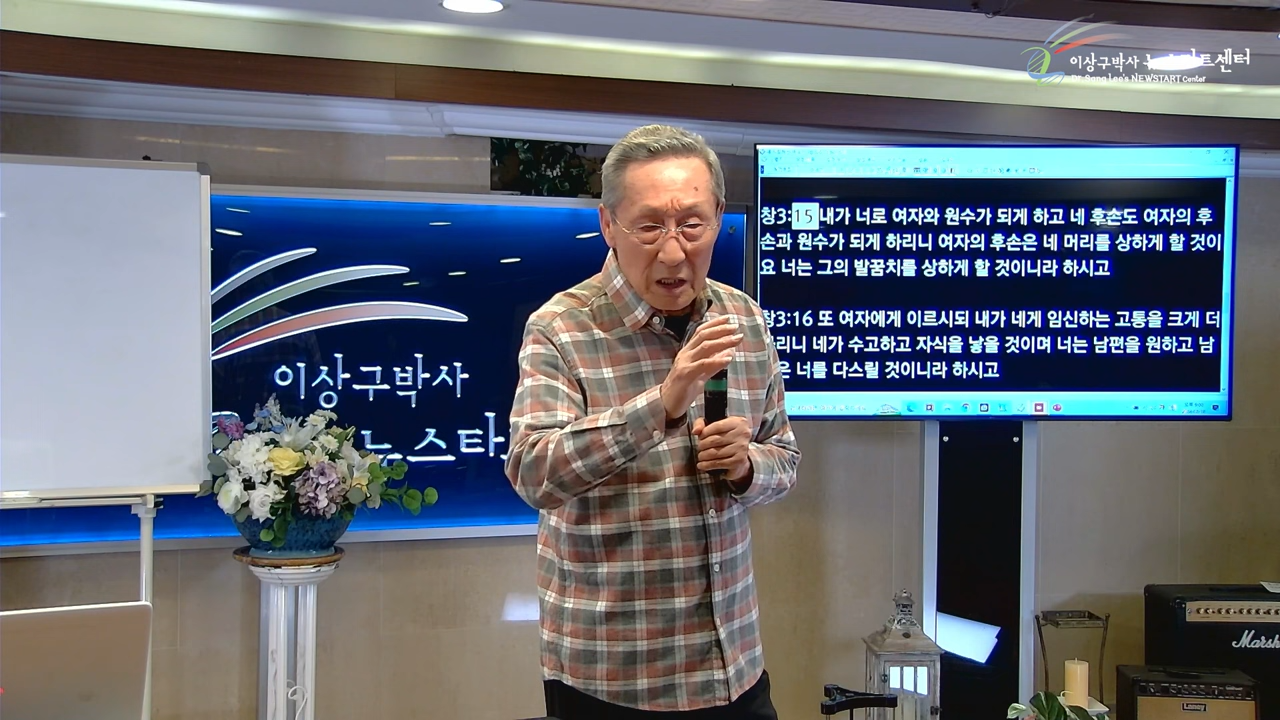 이상구박사
Dr. Sang Lee's NEWSTART Center
창3:15 내가 너로 여자와 원수가 되게 하고 네 후손도 여자의 후
손과 원수가 되게 하리니 여자의 후손은 네 머리를 상하게 할 것이
요 너는 그의 발꿈치를 상하게 할 것이니라 하시고
창3:16 또 여자에게 이르시되 내가 네게 임신하는 고통을 크게 더
리니 네가 수고하고 자식을 낳을 것이며 너는 남편을 원하고 남
은 너를 다스릴 것이니라 하시고
이상구박사
뉴스타
Marsh
Laney